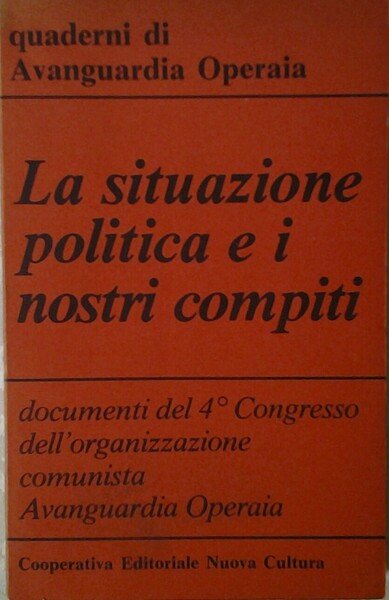 quaderni di
Avanguardia Operaia
La situazione
politica e i
nostri compiti
documenti del 4° Congresso
dell'organizzazione
comunista
Avanguardia Operaia
Cooperativa Editoriale Nuova Cultura